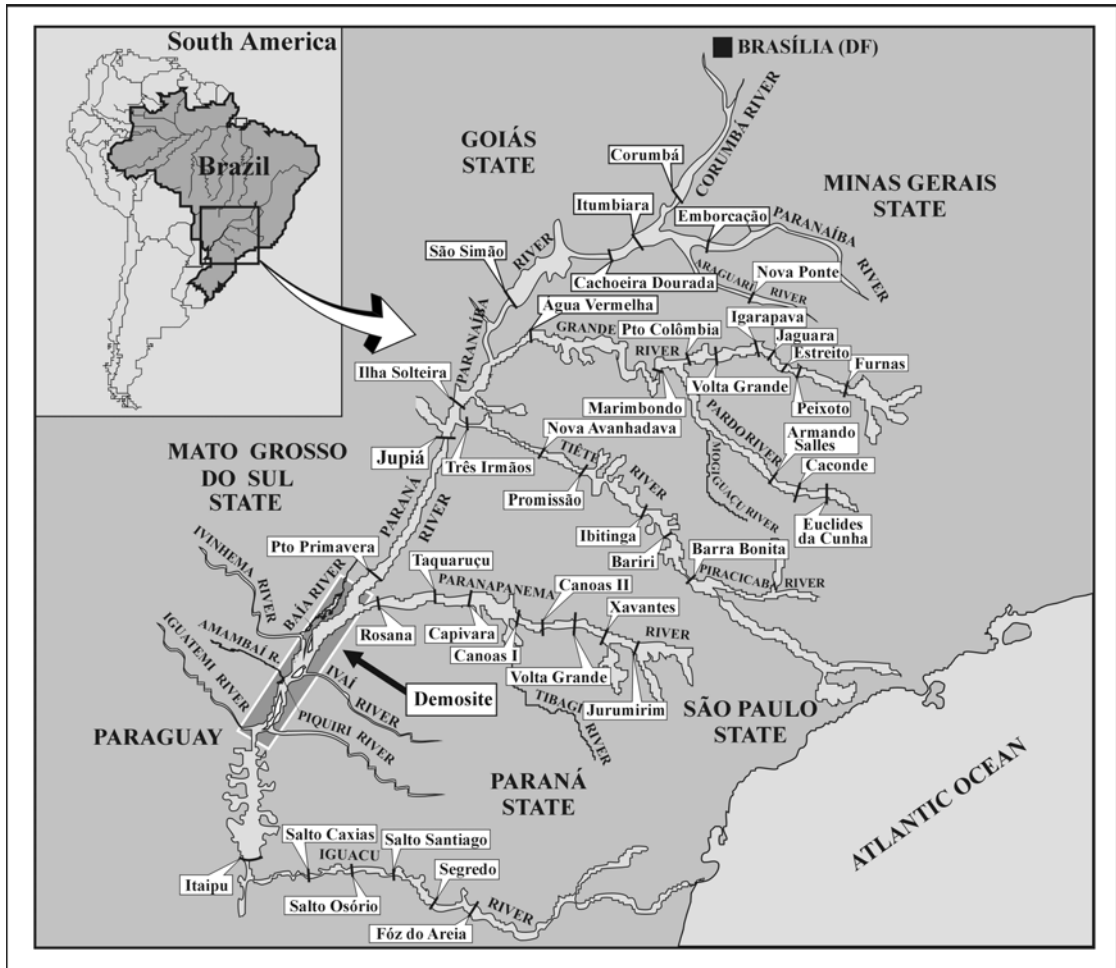 South America
Brazil
BRASÍLIA (DF)
GOIÁS
STATE
CORUMBÁ RIVER
Corumbá
MINAS GERAIS
STATE
Itumbiara
Emborcação
PARANAÍBA
RIVER
São Simão
RIVER
Cachoeira Dourada
ARAGUARÚ
RIVER
Nova Ponte
Água Vermelha
PARANAÍBA
GRANDE
RIVER
Pto Colômbia
Igarapava
Jaguara
Estreito
Furnas
Ilha Solteira
Volta Grande
Peixoto
Marimbondo
MATO GROSSO
DO SUL
STATE
Jupiá
Três Irmãos
Nova Avanhadava
TIÊTÊ
RIVER
PARDO RIVER
Armando
Salles
MOGIGUAÇU RIVER
Caconde
Promissão
PARANÁ
RIVER
Euclides
da Cunha
Ibitinga
Bariri
Barra Bonita
PIRACICAB
RIVER
IVINHEMA
RIVER
Pto Primavera
BAÍA RIVER
Taquaruçu
PARANAPANEMA
Canoas II
Xavantes
RIVER
IGUATEMI
RIVER
AMAMBAÍ R.
Rosana
Capivara
Canoas I
Volta Grande
Jurumirim
Demosite
IVAÍ
RIVER
TIBAGI
RIVER
SÃO PAULO
STATE
PARAGUAY
PIQUIRI RIVER
PARANÁ
STATE
ATLANTIC OCEAN
Salto Caxias
Salto Santiago
IGUACU
Segredo
Itaipu
Salto Osório
RIVER
Fóz do Areia